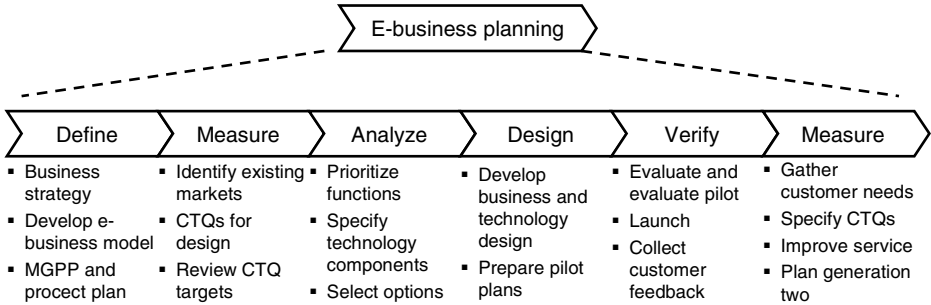 E-business planning
Define
Measure
Analyze
Design
Verify
Measure
▪ Business
strategy
▪ Develop e-
business model
▪ MGPP and
procect plan
▪ Identify existing
markets
▪ CTQs for
design
▪ Review CTQ
targets
▪ Prioritize
functions
▪ Specify
technology
components
▪ Select options
▪ Develop
business and
technology
design
▪ Prepare pilot
plans
▪ Evaluate and
evaluate pilot
▪ Launch
▪ Collect
customer
feedback
▪ Gather
customer needs
▪ Specify CTQs
▪ Improve service
▪ Plan generation
two